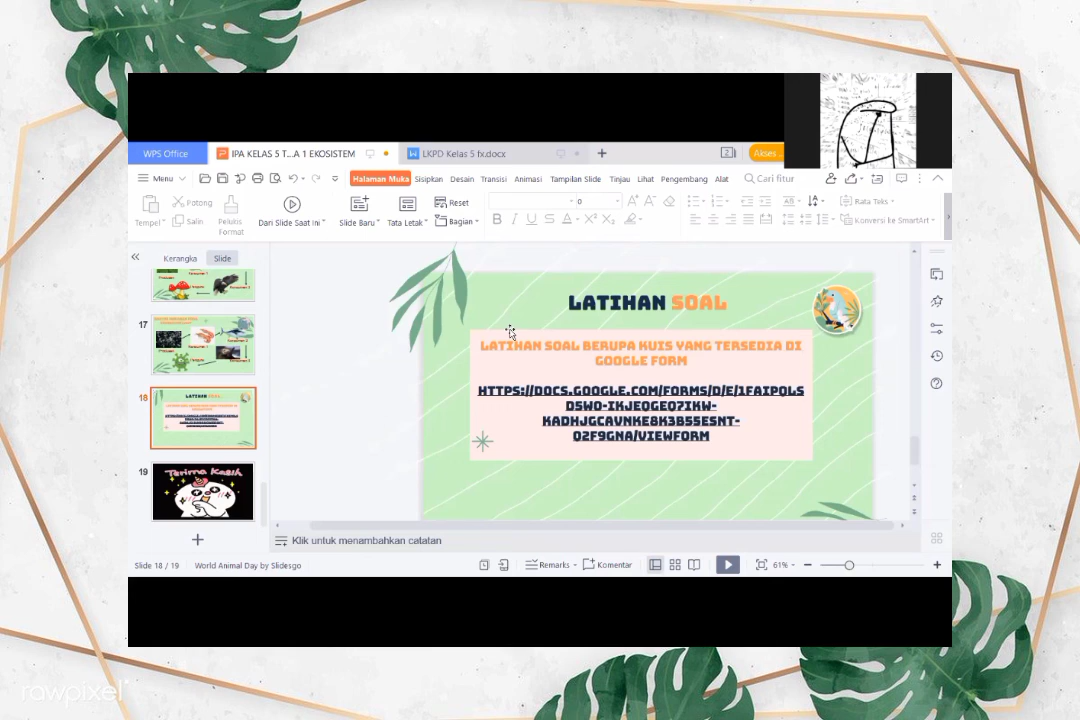 WPS Office
IPA KELAS 5 T...A 1 EKOSISTEM
LKPD Kelas 5 fx.docx
Akses ...
Menu
Halaman Muka
Sisipkan
Desain
Transisi
Animasi
Tampilan Slide
Tinjau
Lihat
Pengembang
Alat
Cari fitur
Tempel
Potong
Salin
Pelukis Format
Dari Slide Saat Ini
Slide Baru
Tata Letak
Reset
Bagian
0
Rata Teks
Konversi ke SmartArt
Kerangka
Slide
17
18
19
Terima Kasih
LATIHAN SOAL
LATIHAN SOAL BERUPA KUIS YANG TERSEDIA DI
GOOGLE FORM
HTTPS://DOCS.GOOGLE.COM/FORMS/D/E/1FAIPQLS
DSWO-IKJEQGEQ7IKW-
KADHJGCAVNKE8K3B55ESNT-
O2F9GNA/VIEWFORM
Klik untuk menambahkan catatan
Slide 18 / 19
World Animal Day by Slidesgo
Remarks
Komentar
61%
rawpixel